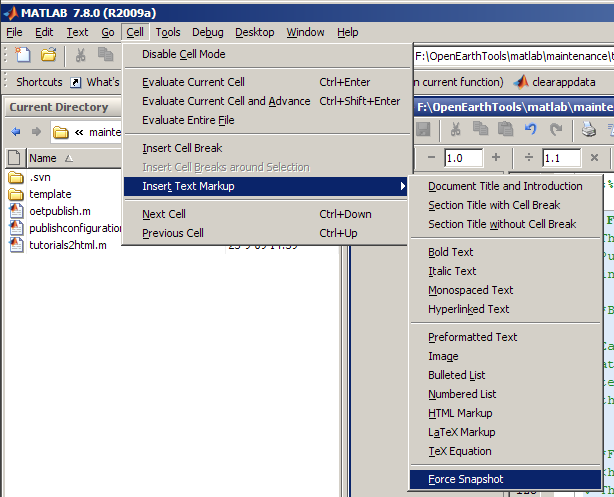 MATLAB 7.8.0 (R2009a)
File Edit Text Go Cell Tools Debug Desktop Window Help
Disable Cell Mode
F:\OpenEarthTools\matlab\maintenance\t
Shortcuts What's
Evaluate Current Cell Ctrl+Enter
n current function) clearappdata
Evaluate Current Cell and Advance Ctrl+Shift+Enter
Current Directory
F:\OpenEarthTools\matlab\mainte
Evaluate Entire File
« mainte
Insert Cell Break
Name
Insert Cell Breaks around Selection
− 1.0 + ÷ 1.1 ×
.svn
Insert Text Markup
template
oetpublish.m
Next Cell Ctrl+Down
publishconfiguration
Previous Cell Ctrl+Up
tutorials2html.m
Document Title and Introduction
Section Title with Cell Break
Section Title without Cell Break
Bold Text
Italic Text
Monospaced Text
Hyperlinked Text
Preformatted Text
Image
Bulleted List
Numbered List
HTML Markup
LaTeX Markup
TeX Equation
Force Snapshot